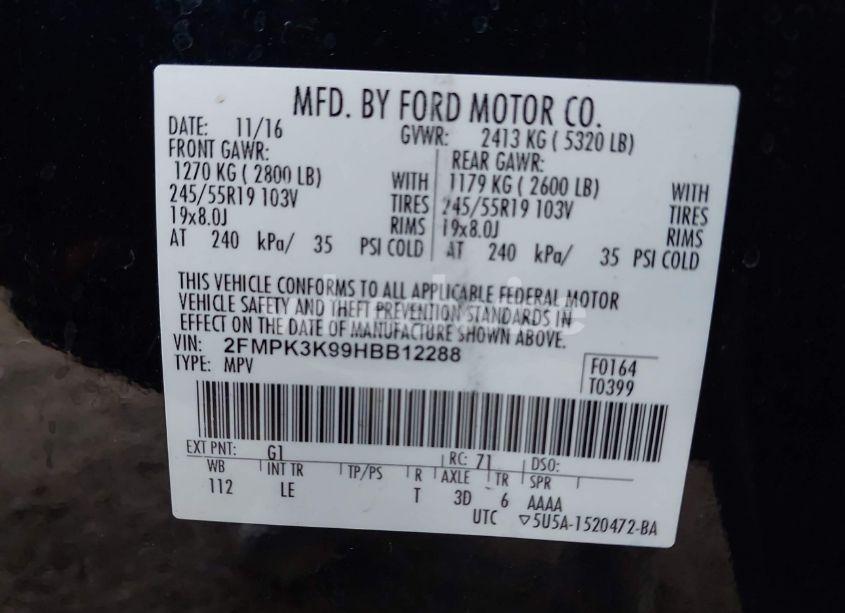 MFD. BY FORD MOTOR CO.
DATE: 11/16 GVWR: 2413 KG ( 5320 LB)
FRONT GAWR: REAR GAWR:
1270 KG ( 2800 LB) WITH 1179 KG ( 2600 LB) WITH
245/55R19 103V TIRES 245/55R19 103V TIRES
19x8.0J RIMS 19x8.0J RIMS
AT 240 kPa/ 35 PSI COLD AT 240 kPa/ 35 PSI COLD
THIS VEHICLE CONFORMS TO ALL APPLICABLE FEDERAL MOTOR
VEHICLE SAFETY AND THEFT PREVENTION STANDARDS IN
EFFECT ON THE DATE OF MANUFACTURE SHOWN ABOVE.
VIN: 2FMPK3K99HBB12288
TYPE: MPV
F0164
T0399
EXT PNT: G1 RC: 71 DSO:
WB INT TR TP/PS R AXLE TR SPR
112 LE T 3D 6 AAAA
UTC ▽5U5A-1520472-BA